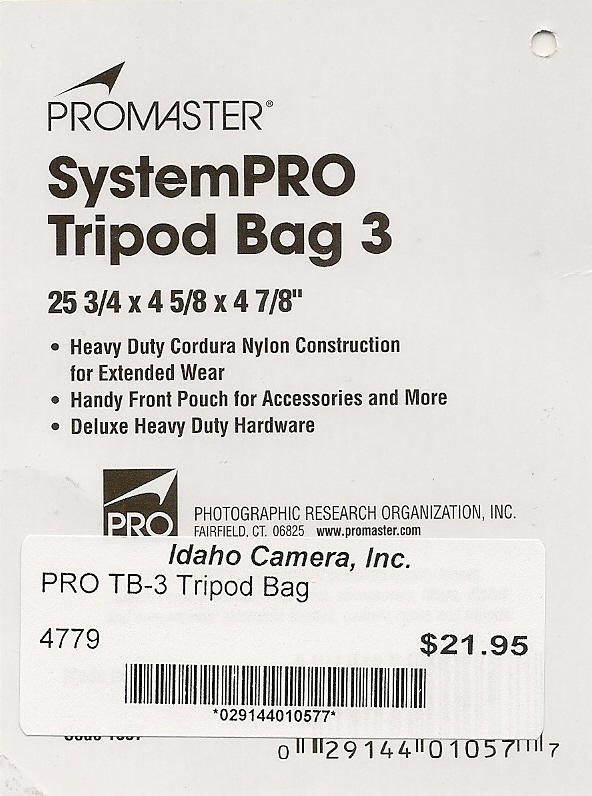 PROMASTER®
SystemPRO
Tripod Bag 3
25 3/4 x 4 5/8 x 4 7/8"
• Heavy Duty Cordura Nylon Construction
for Extended Wear
• Handy Front Pouch for Accessories and More
• Deluxe Heavy Duty Hardware
PRO
PHOTOGRAPHIC RESEARCH ORGANIZATION, INC.
FAIRFIELD, CT. 06825 www.promaster.com
Idaho Camera, Inc.
PRO TB-3 Tripod Bag
4779
$21.95
*029144010577*
0 29144 01057 7